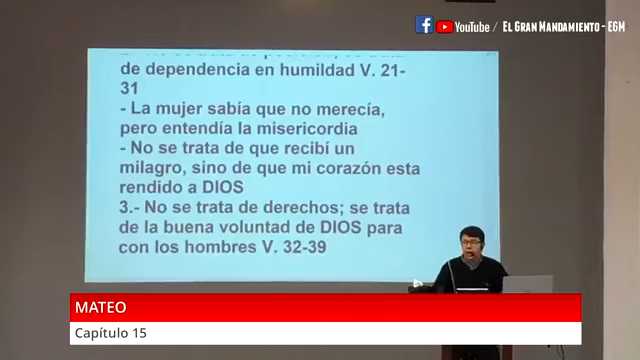 YouTube / EL GRAN MANDAMIENTO - EGM
de dependencia en humildad V. 21-
31
- La mujer sabía que no merecía,
pero entendía la misericordia
- No se trata de que recibí un
milagro, sino de que mi corazón esta
rendido a DIOS
3.- No se trata de derechos; se trata
de la buena voluntad de DIOS para
con los hombres V. 32-39
MATEO
Capítulo 15